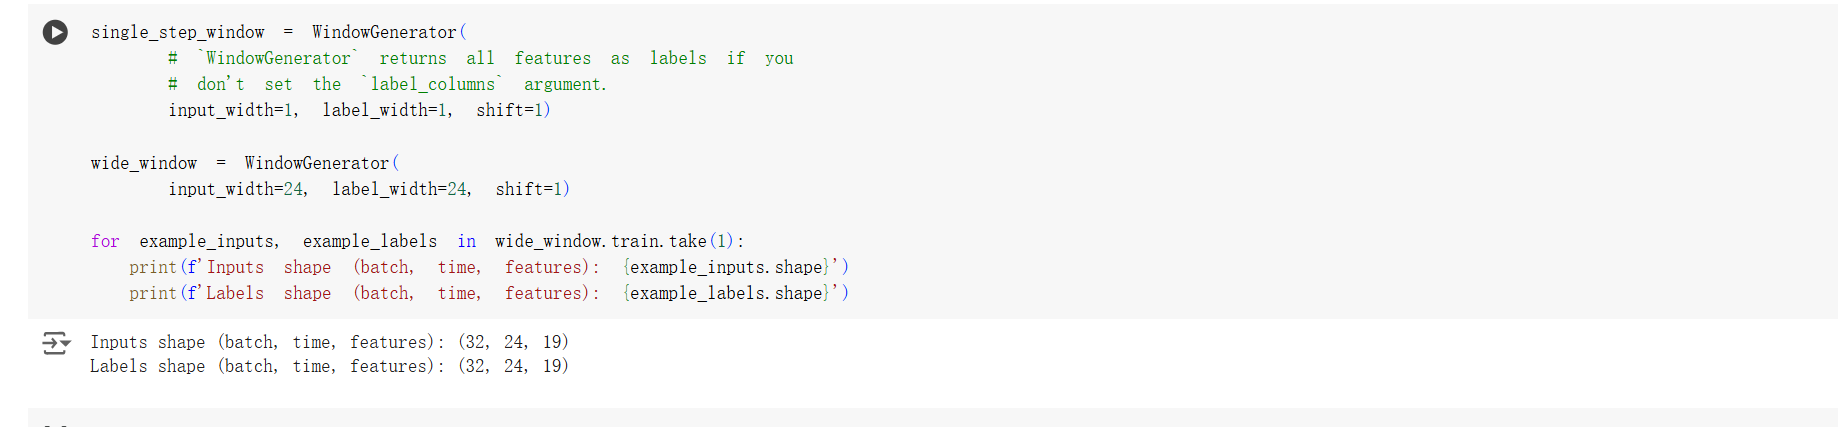 single_step_window = WindowGenerator(
# `WindowGenerator` returns all features as labels if you
# don't set the `label_columns` argument.
input_width=1, label_width=1, shift=1)
wide_window = WindowGenerator(
input_width=24, label_width=24, shift=1)
for example_inputs, example_labels in wide_window.train.take(1):
print(f'Inputs shape (batch, time, features): {example_inputs.shape}')
print(f'Labels shape (batch, time, features): {example_labels.shape}')
Inputs shape (batch, time, features): (32, 24, 19)
Labels shape (batch, time, features): (32, 24, 19)